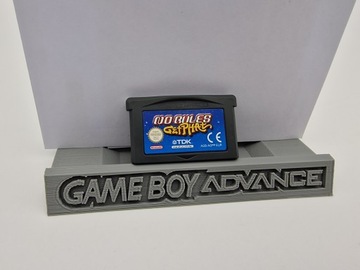 NO RULES
GET PHAT
TDK
CE
GAME BOY ADVANCE